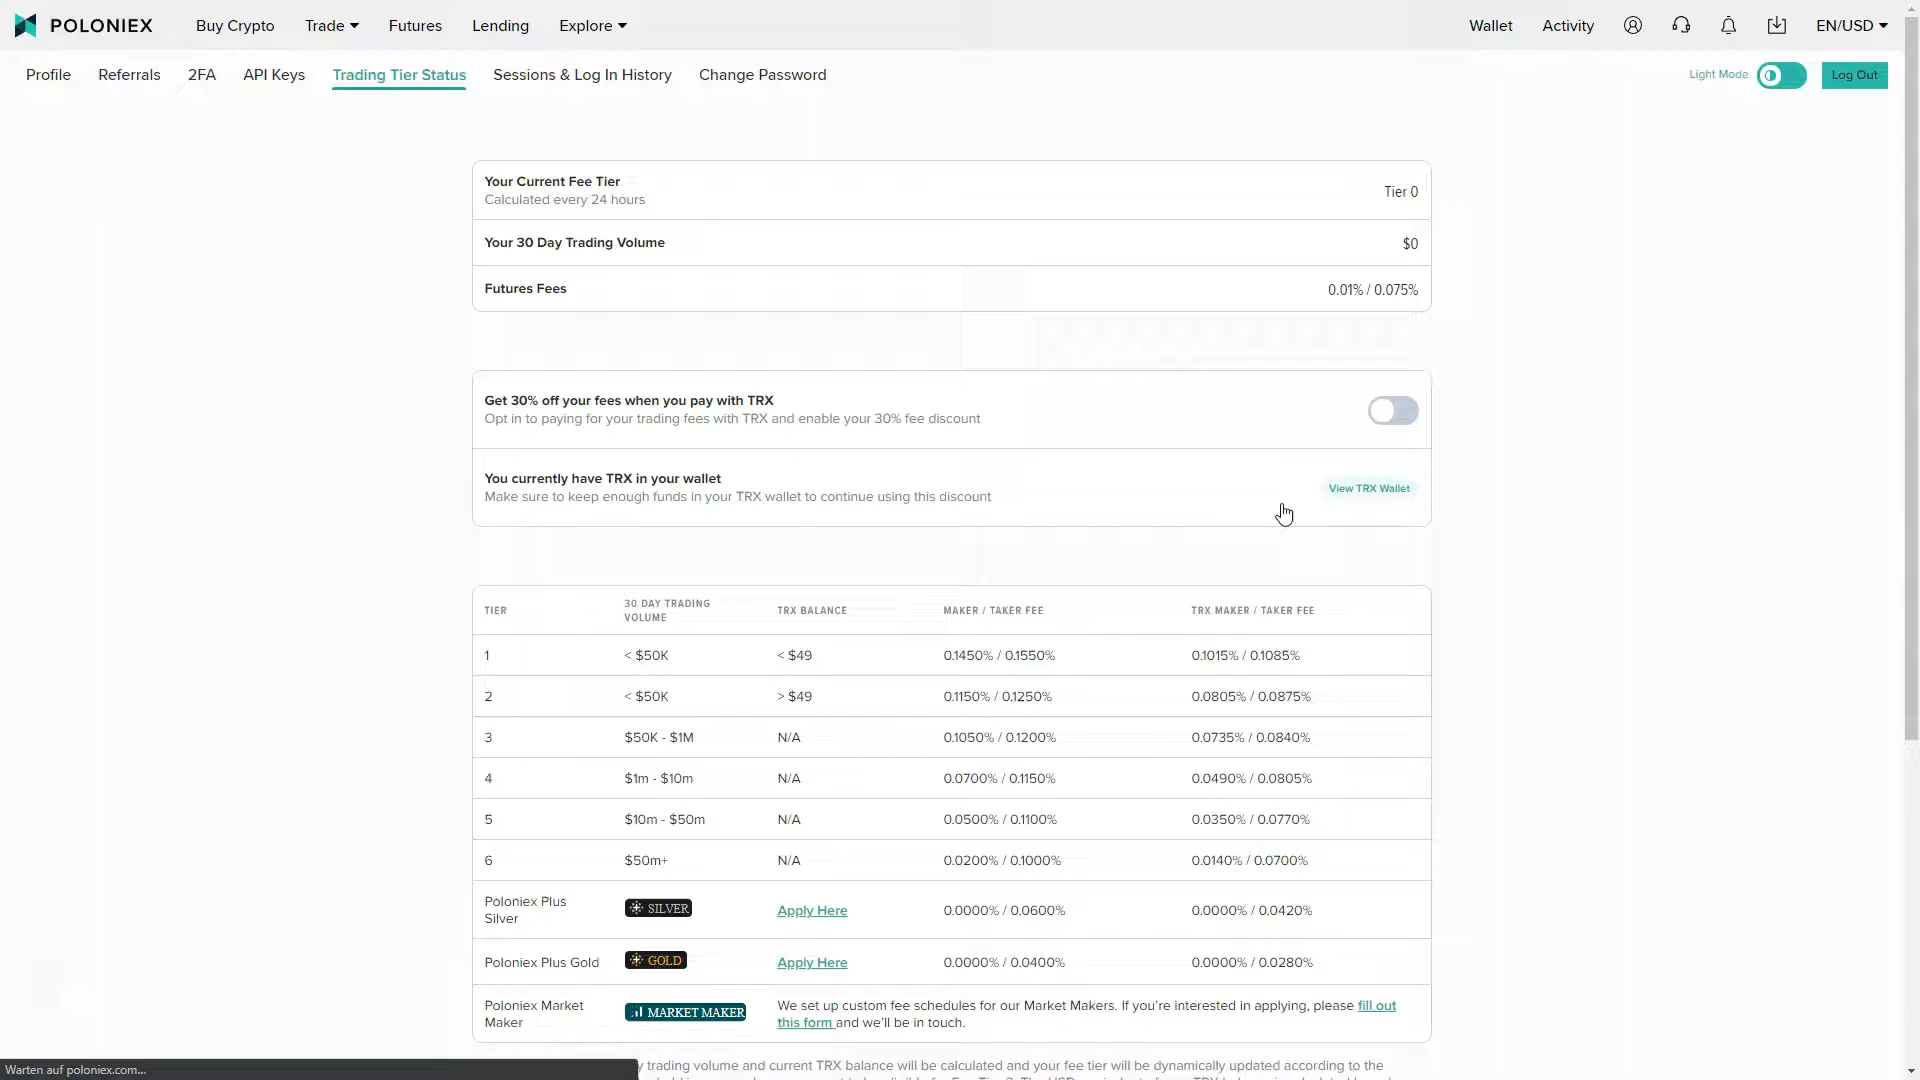 POLONIEX Buy Crypto Trade Futures Lending Explore Wallet Activity EN/USD
Profile Referrals 2FA API Keys Trading Tier Status Sessions & Log In History Change Password Light Mode Log Out
Your Current Fee Tier
Calculated every 24 hours
Tier 0
Your 30 Day Trading Volume $0
Futures Fees 0.01% / 0.075%
Get 30% off your fees when you pay with TRX
Opt in to paying for your trading fees with TRX and enable your 30% fee discount
You currently have TRX in your wallet
Make sure to keep enough funds in your TRX wallet to continue using this discount
View TRX Wallet
TIER 30 DAY TRADING VOLUME TRX BALANCE MAKER / TAKER FEE TRX MAKER / TAKER FEE
1 < $50K < $49 0.1450% / 0.1550% 0.1015% / 0.1085%
2 < $50K > $49 0.1150% / 0.1250% 0.0805% / 0.0875%
3 $50K - $1M N/A 0.1050% / 0.1200% 0.0735% / 0.0840%
4 $1m - $10m N/A 0.0700% / 0.1150% 0.0490% / 0.0805%
5 $10m - $50m N/A 0.0500% / 0.1100% 0.0350% / 0.0770%
6 $50m+ N/A 0.0200% / 0.1000% 0.0140% / 0.0700%
Poloniex Plus Silver SILVER Apply Here 0.0000% / 0.0600% 0.0000% / 0.0420%
Poloniex Plus Gold GOLD Apply Here 0.0000% / 0.0400% 0.0000% / 0.0280%
Poloniex Market Maker MARKET MAKER We set up custom fee schedules for our Market Makers. If you're interested in applying, please fill out
this form and we'll be in touch.
trading volume and current TRX balance will be calculated and your fee tier will be dynamically updated according to the
Warten auf poloniex.com...